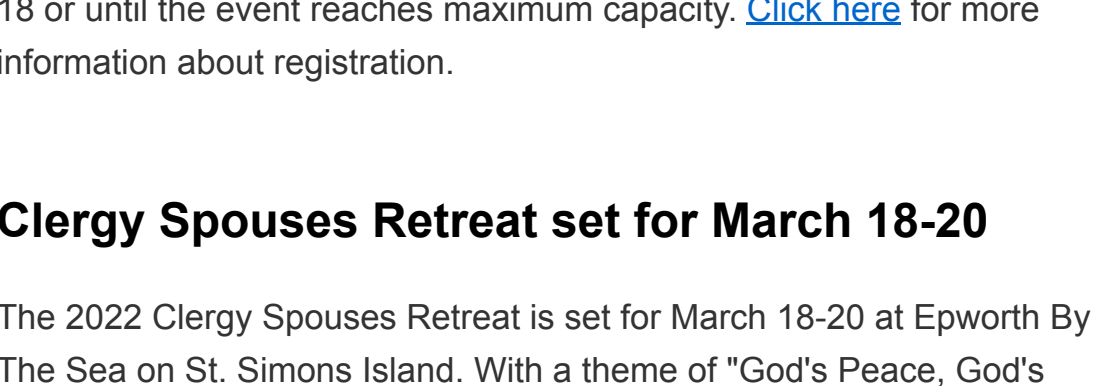 18 or until the event reaches maximum capacity. Click here for more
information about registration.
Clergy Spouses Retreat set for March 18-20
The 2022 Clergy Spouses Retreat is set for March 18-20 at Epworth By
The Sea on St. Simons Island. With a theme of "God's Peace, God's